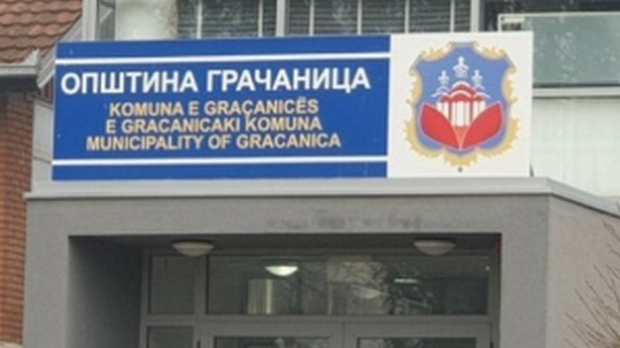 ОПШТИНА ГРАЧАНИЦА
KOMUNA E GRAÇANICËS
E GRACANICAKI KOMUNA
MUNICIPALITY OF GRACANICA